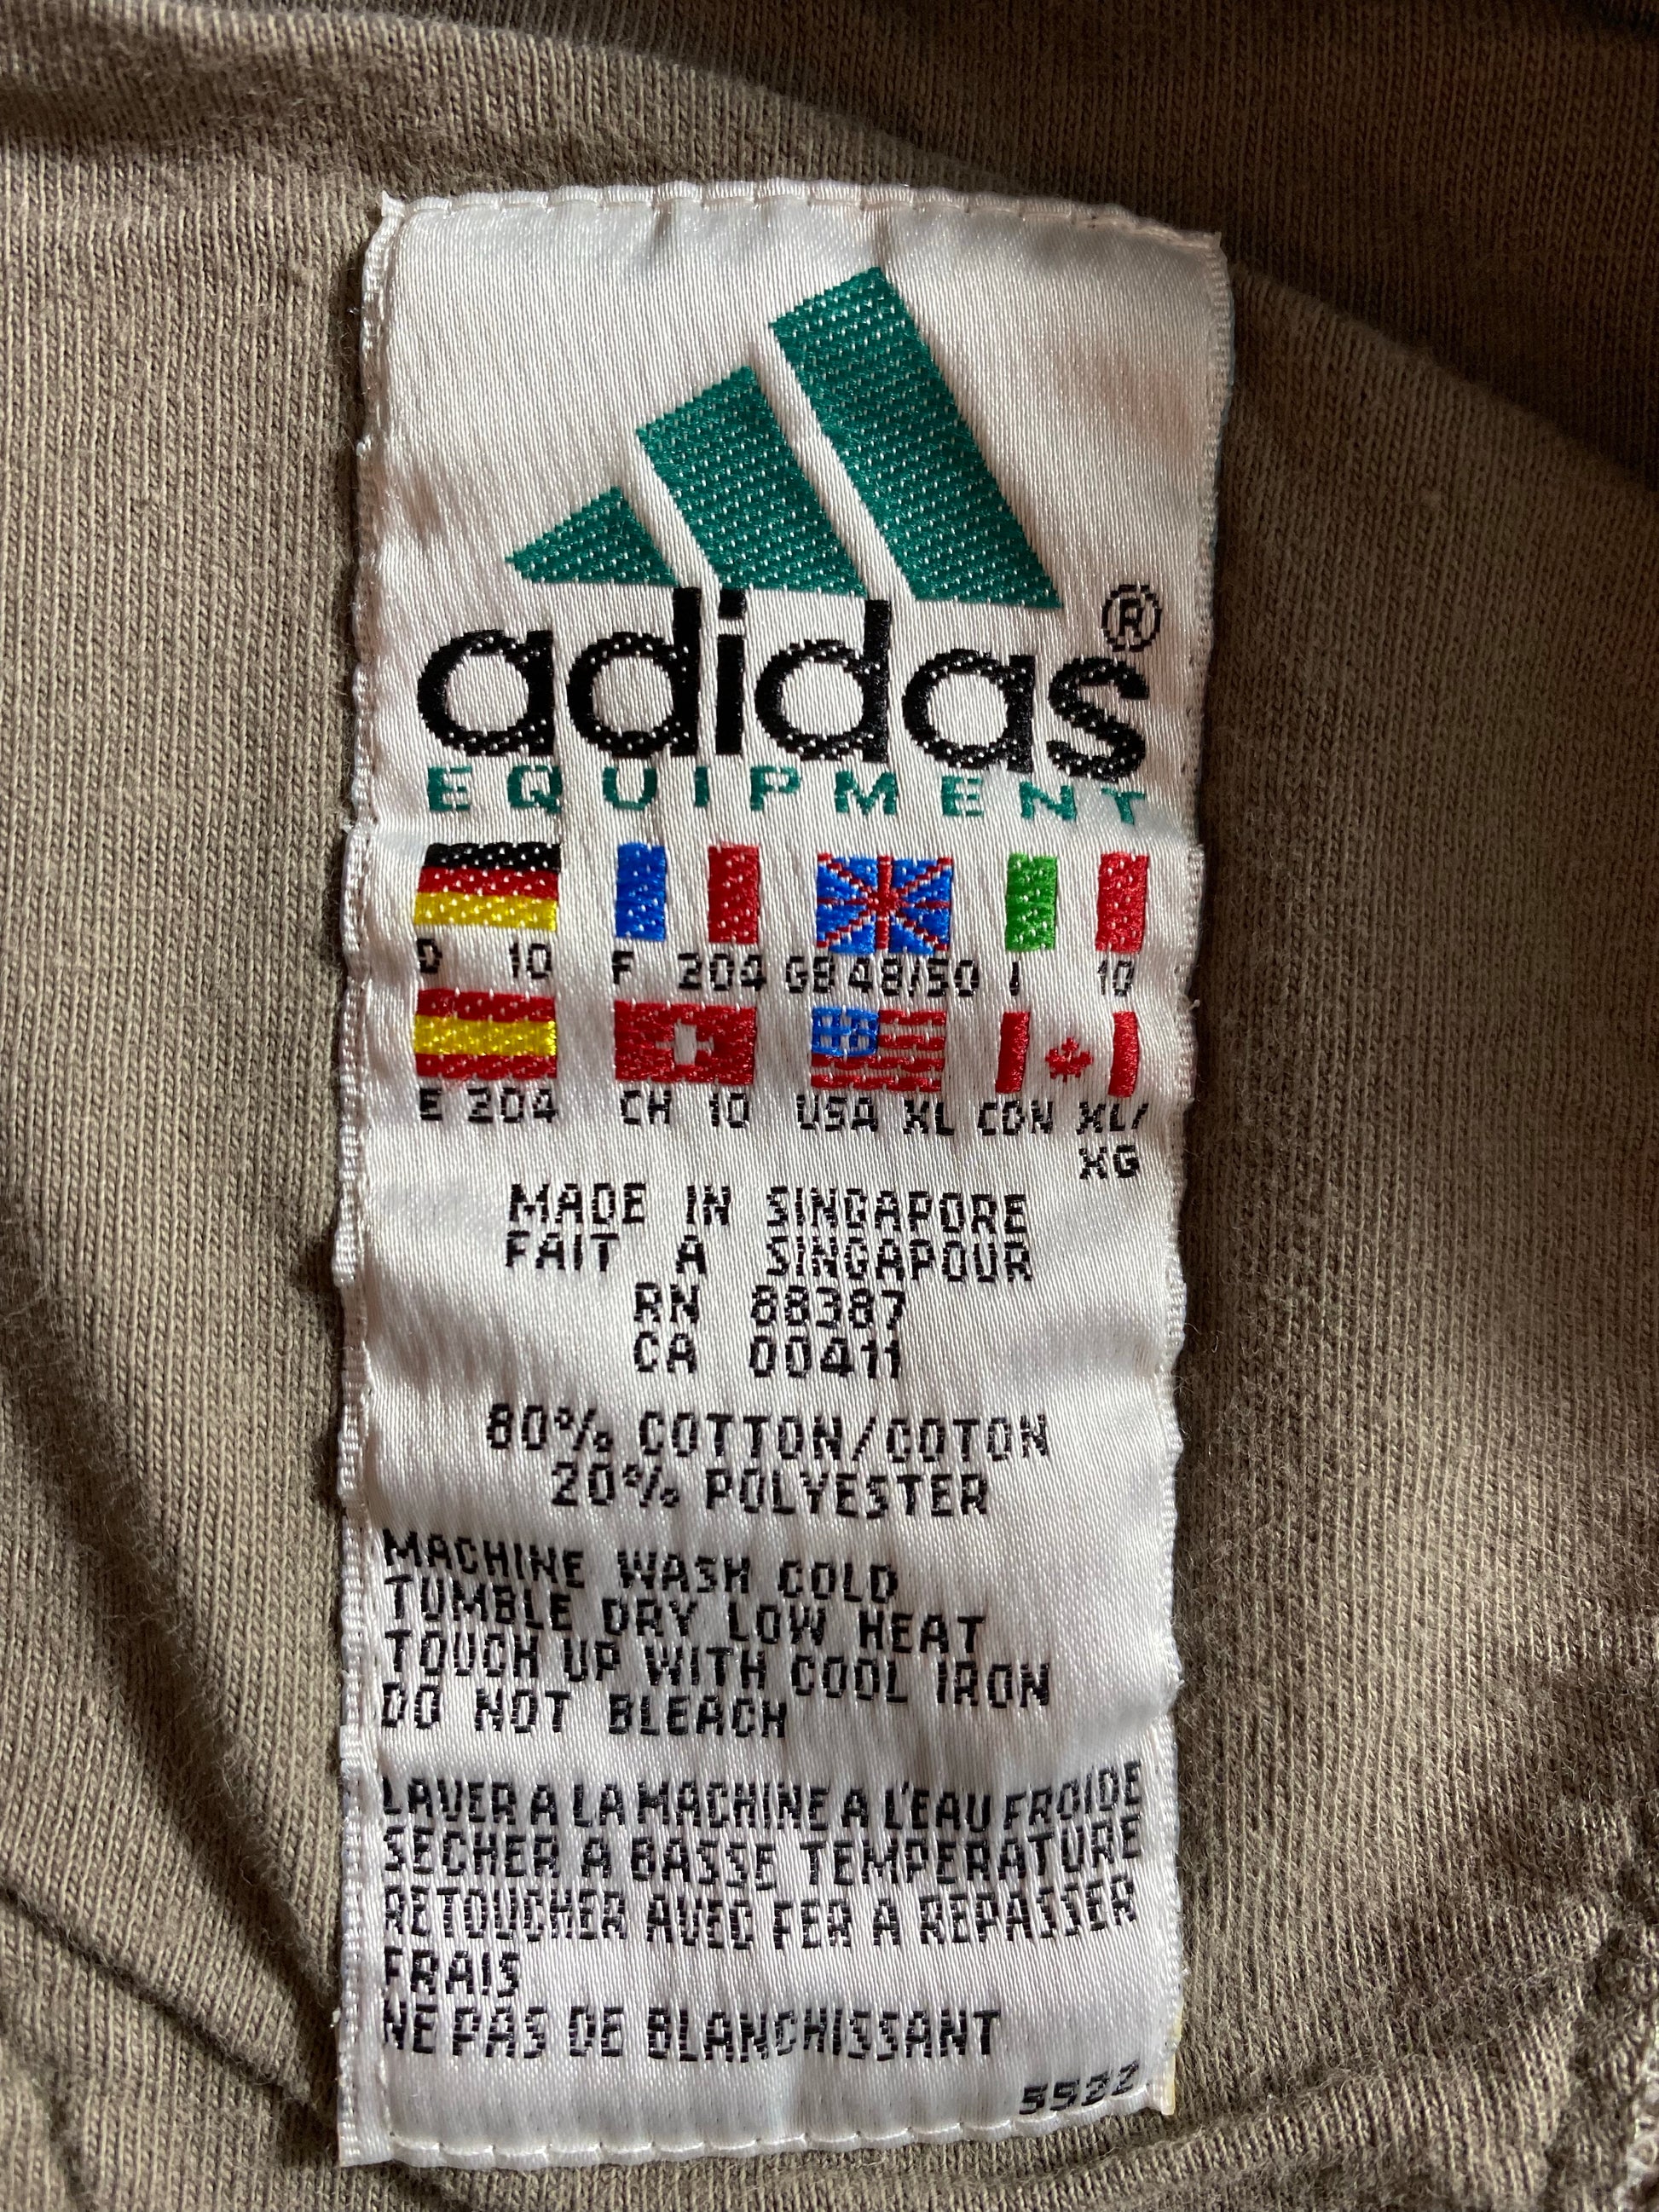 adidas®
EQUIPMENT
D 10 F 204 GB 48/50 I 10
E 204 CH 10 USA XL CDN XL/
XG
MADE IN SINGAPORE
FAIT A SINGAPOUR
RN 88387
CA 00411
80% COTTON/COTON
20% POLYESTER
MACHINE WASH COLD
TUMBLE DRY LOW HEAT
TOUCH UP WITH COOL IRON
DO NOT BLEACH
LAVER A LA MACHINE A L'EAU FROIDE
SECHER A BASSE TEMPERATURE
RETOUCHER AVEC FER A REPASSER
FRAIS
NE PAS DE BLANCHISSANT
5522